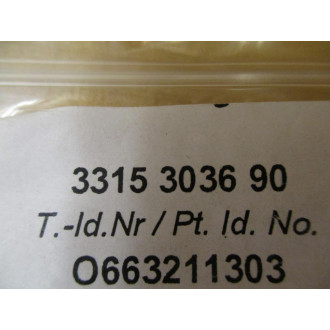 3315 3036 90
T.-Id.Nr / Pt. Id. No.
O663211303